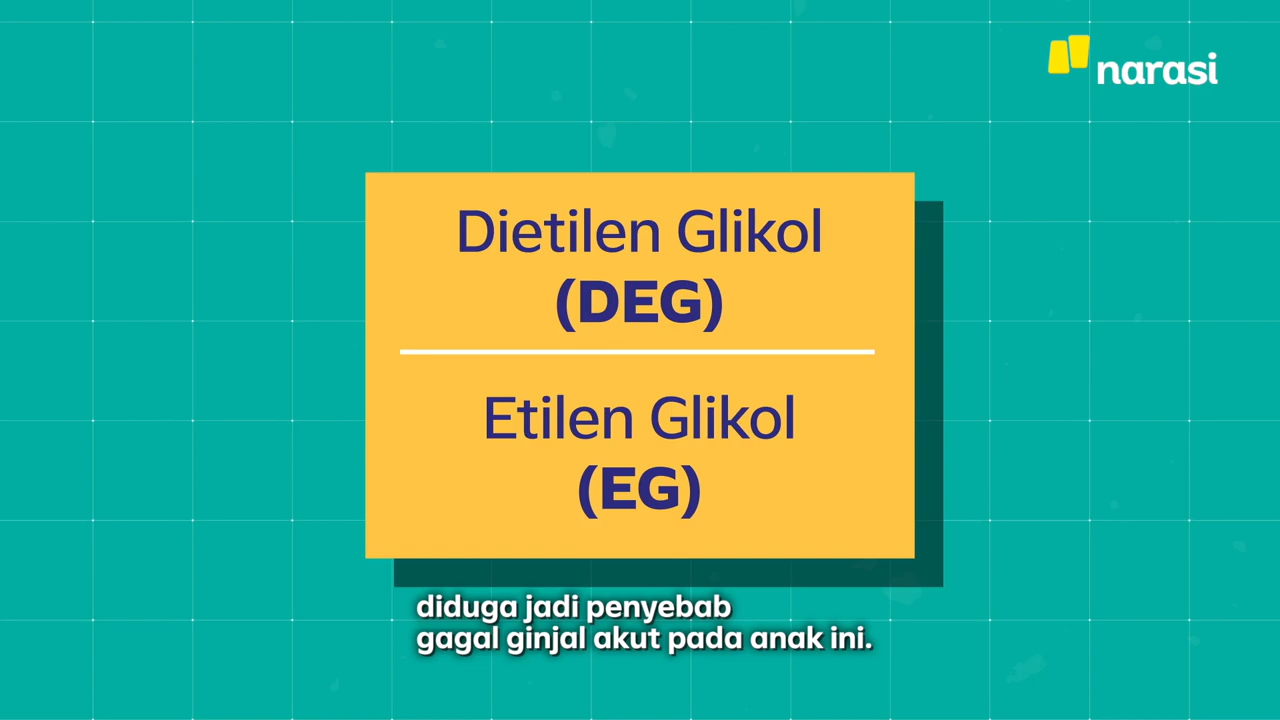 narasi
Dietilen Glikol
(DEG)
Etilen Glikol
(EG)
diduga jadi penyebab
gagal ginjal akut pada anak ini.